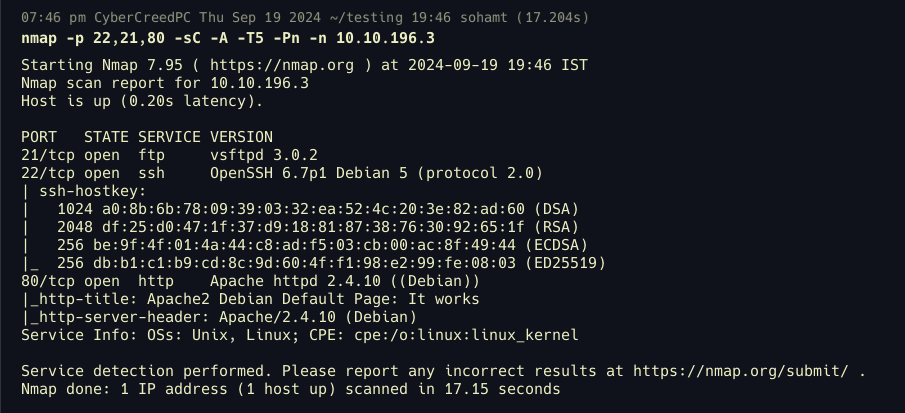 07:46 pm CyberCreedPC Thu Sep 19 2024 ~/testing 19:46 sohamt (17.204s)
nmap -p 22,21,80 -sC -A -T5 -Pn -n 10.10.196.3
Starting Nmap 7.95 ( https://nmap.org ) at 2024-09-19 19:46 IST
Nmap scan report for 10.10.196.3
Host is up (0.20s latency).
PORT   STATE SERVICE VERSION
21/tcp open  ftp     vsftpd 3.0.2
22/tcp open  ssh     OpenSSH 6.7p1 Debian 5 (protocol 2.0)
| ssh-hostkey:
|   1024 a0:8b:6b:78:09:39:03:32:ea:52:4c:20:3e:82:ad:60 (DSA)
|   2048 df:25:d0:47:1f:37:d9:18:81:87:38:76:30:92:65:1f (RSA)
|   256 be:9f:4f:01:4a:44:c8:ad:f5:03:cb:00:ac:8f:49:44 (ECDSA)
|_  256 db:b1:c1:b9:cd:8c:9d:60:4f:f1:98:e2:99:fe:08:03 (ED25519)
80/tcp open  http    Apache httpd 2.4.10 ((Debian))
|_http-title: Apache2 Debian Default Page: It works
|_http-server-header: Apache/2.4.10 (Debian)
Service Info: OSs: Unix, Linux; CPE: cpe:/o:linux:linux_kernel
Service detection performed. Please report any incorrect results at https://nmap.org/submit/ .
Nmap done: 1 IP address (1 host up) scanned in 17.15 seconds